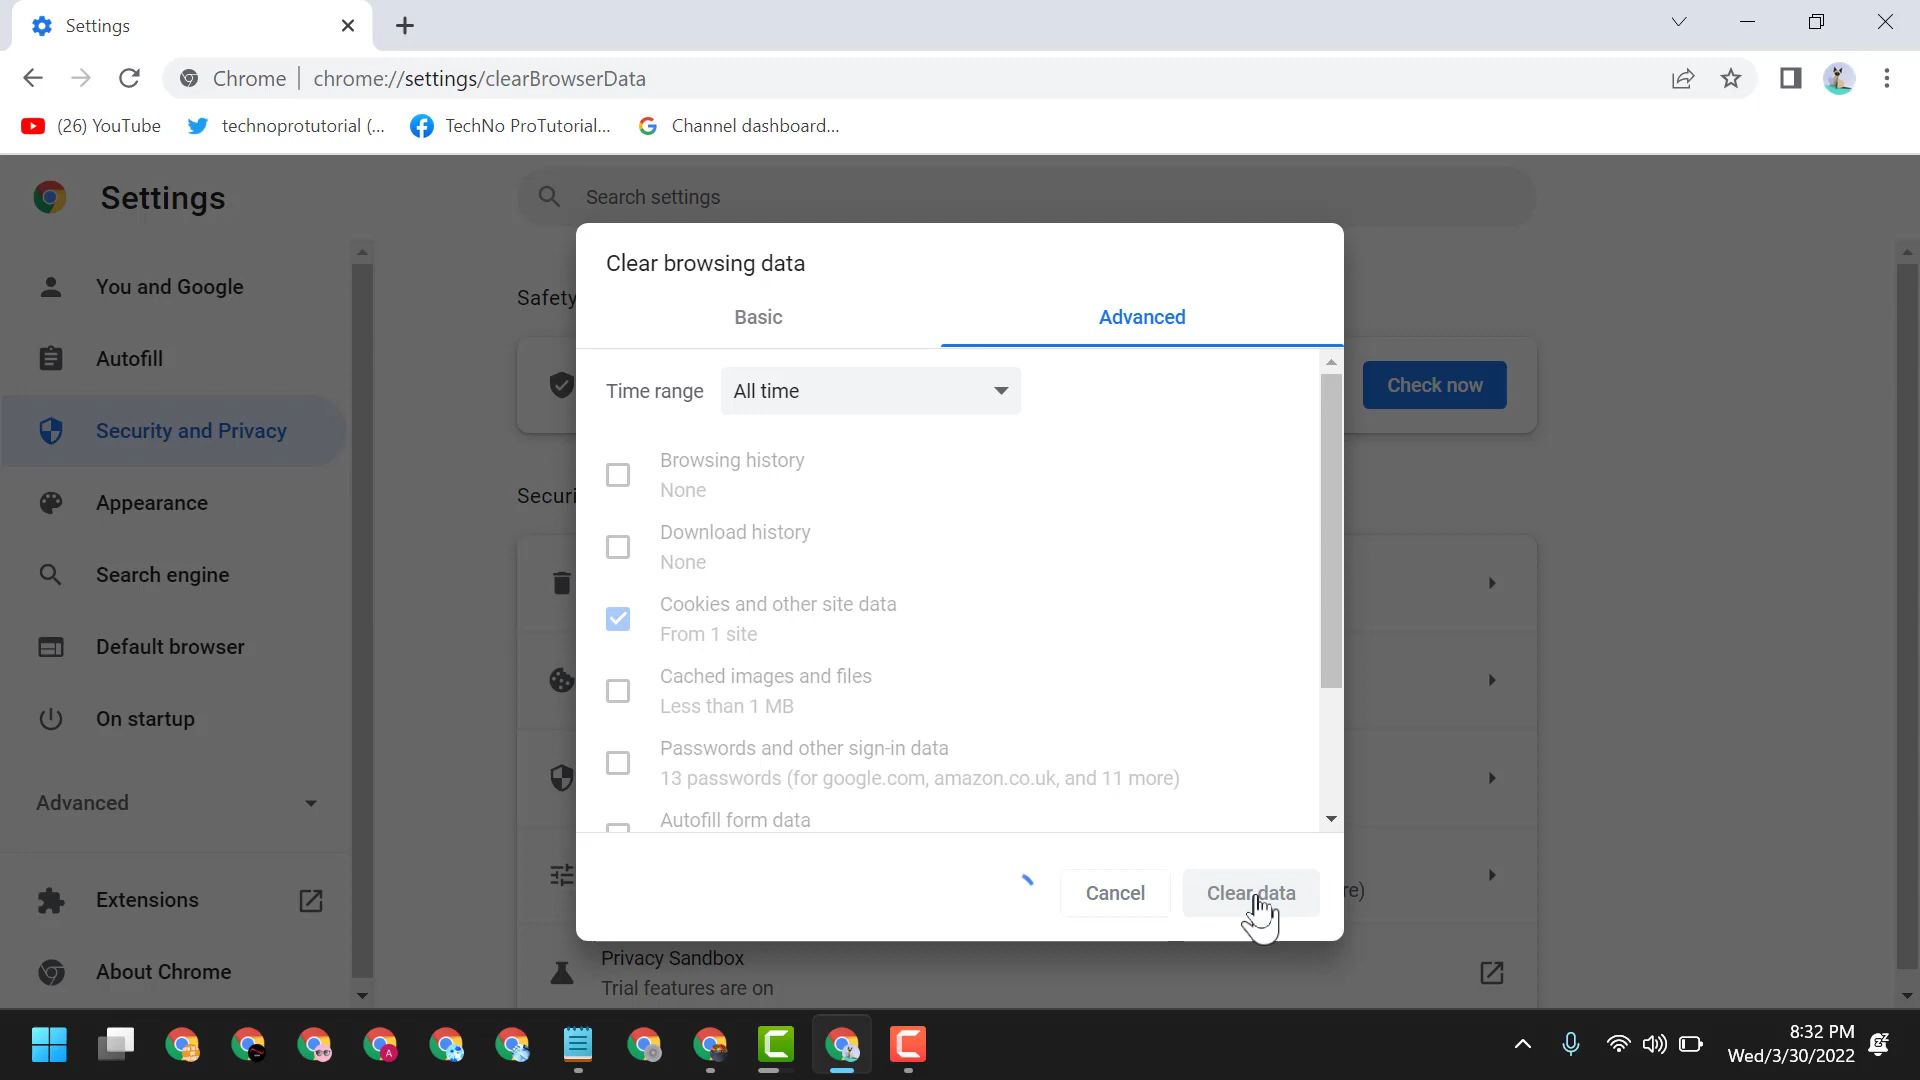 Settings
Chrome
chrome://settings/clearBrowserData
(26) YouTube
technoprotutorial (...
TechNo ProTutorial...
Channel dashboard...
Settings
Search settings
You and Google
Autofill
Security and Privacy
Appearance
Search engine
Default browser
On startup
Advanced
Extensions
About Chrome
Safety
Check now
Securi
Clear browsing data
Basic
Advanced
Time range
All time
Browsing history
None
Download history
None
Cookies and other site data
From 1 site
Cached images and files
Less than 1 MB
Passwords and other sign-in data
13 passwords (for google.com, amazon.co.uk, and 11 more)
Autofill form data
Cancel
Clear data
re)
Privacy Sandbox
Trial features are on
A
8:32 PM
Wed/3/30/2022